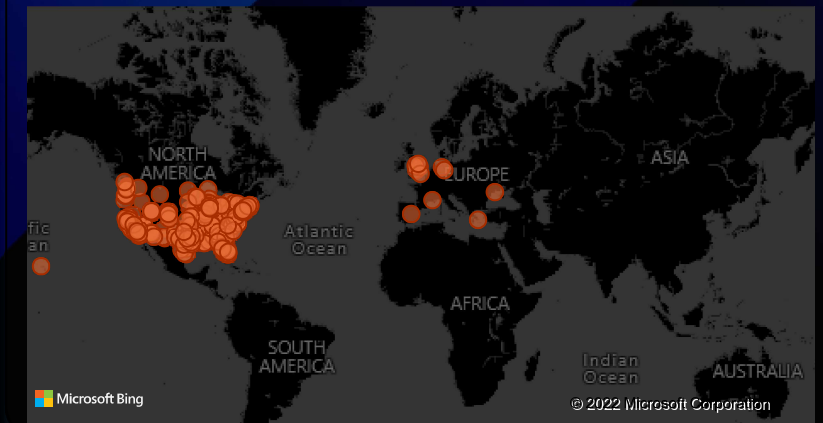 NORTH
AMERICA
EUROPE
ASIA
fic
an
Atlantic
Ocean
AFRICA
SOUTH
AMERICA
Indian
Ocean
AUSTRALIA
Microsoft Bing
© 2022 Microsoft Corporation